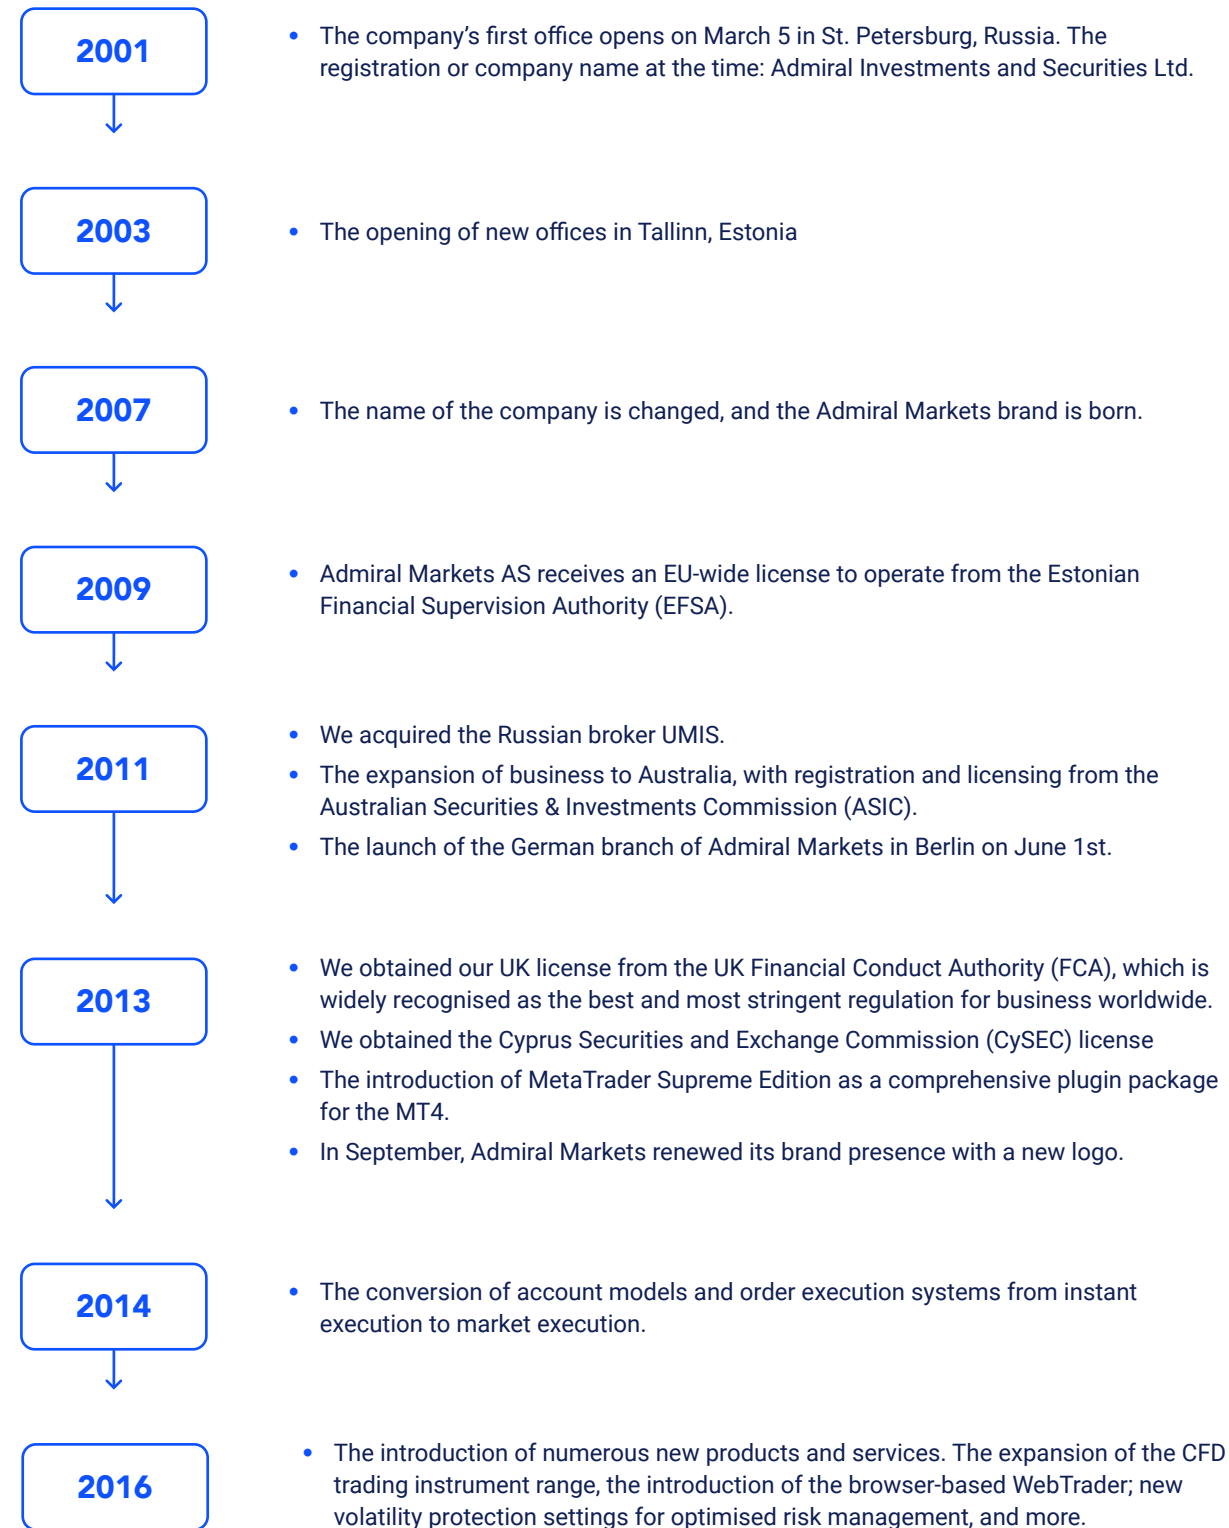 2001
• The company’s first office opens on March 5 in St. Petersburg, Russia. The
registration or company name at the time: Admiral Investments and Securities Ltd.
2003
• The opening of new offices in Tallinn, Estonia
2007
• The name of the company is changed, and the Admiral Markets brand is born.
2009
• Admiral Markets AS receives an EU-wide license to operate from the Estonian
Financial Supervision Authority (EFSA).
2011
• We acquired the Russian broker UMIS.
• The expansion of business to Australia, with registration and licensing from the
Australian Securities & Investments Commission (ASIC).
• The launch of the German branch of Admiral Markets in Berlin on June 1st.
2013
• We obtained our UK license from the UK Financial Conduct Authority (FCA), which is
widely recognised as the best and most stringent regulation for business worldwide.
• We obtained the Cyprus Securities and Exchange Commission (CySEC) license
• The introduction of MetaTrader Supreme Edition as a comprehensive plugin package
for the MT4.
• In September, Admiral Markets renewed its brand presence with a new logo.
2014
• The conversion of account models and order execution systems from instant
execution to market execution.
2016
• The introduction of numerous new products and services. The expansion of the CFD
trading instrument range, the introduction of the browser-based WebTrader; new
volatility protection settings for optimised risk management, and more.